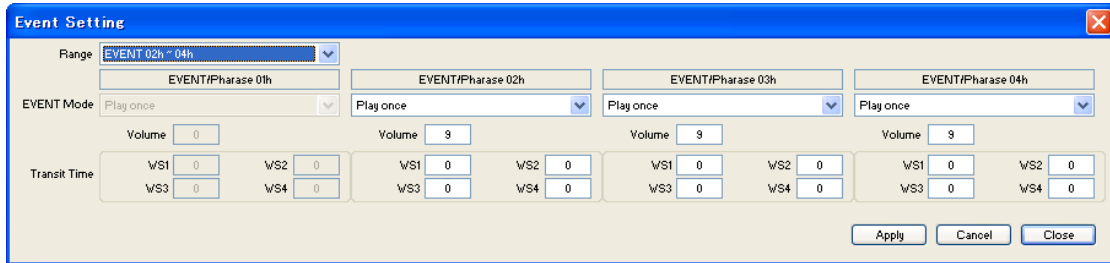 Event Setting
Range EVENT 02h ~ 04h
EVENT/Pharase 01h EVENT/Pharase 02h EVENT/Pharase 03h EVENT/Pharase 04h
EVENT Mode Play once Play once Play once Play once
Volume 0 Volume 9 Volume 9 Volume 9
Transit Time
WS1 0 WS2 0 WS1 0 WS2 0 WS1 0 WS2 0 WS1 0 WS2 0
WS3 0 WS4 0 WS3 0 WS4 0 WS3 0 WS4 0 WS3 0 WS4 0
Apply Cancel Close